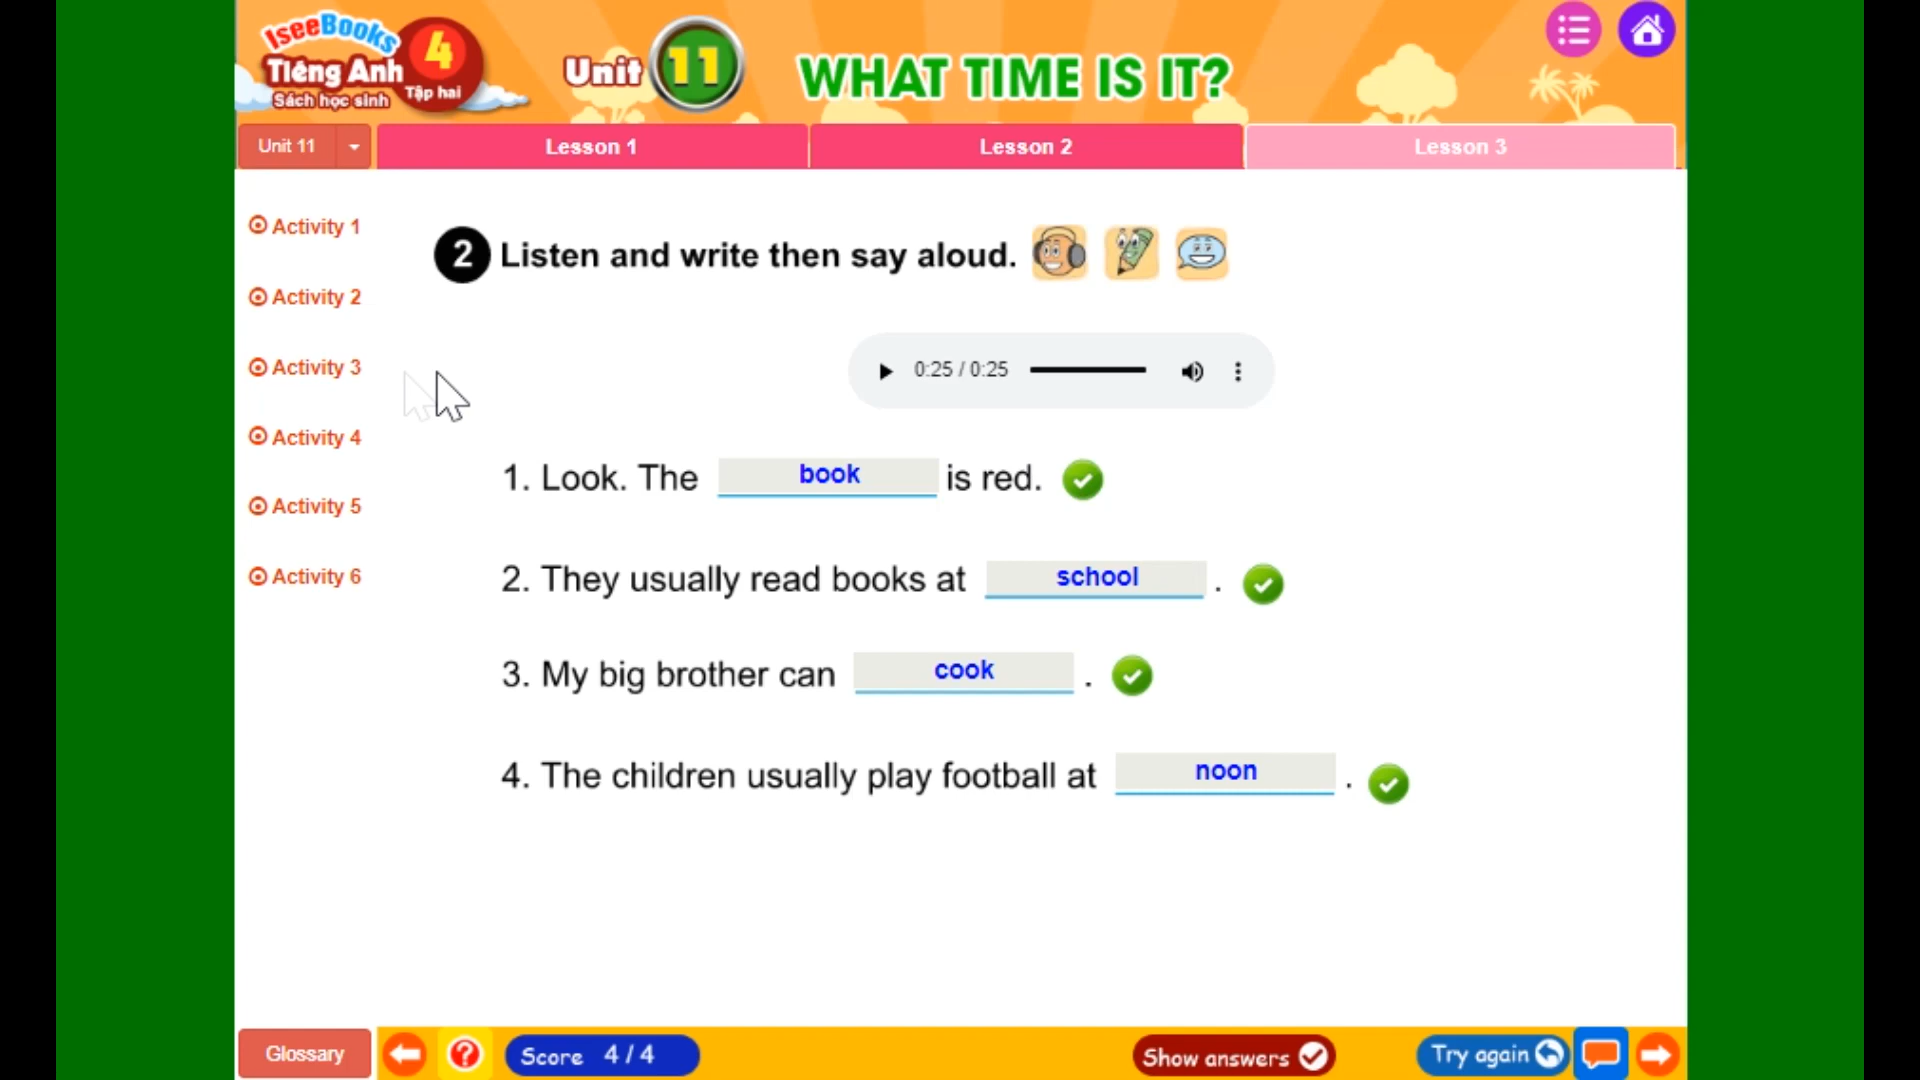 IseeBooks
Tiếng Anh 4
Sách học sinh Tập hai
Unit 11 WHAT TIME IS IT?
Unit 11 Lesson 1 Lesson 2 Lesson 3
Activity 1
Activity 2
Activity 3
Activity 4
Activity 5
Activity 6
2 Listen and write then say aloud.
0:25 / 0:25
1. Look. The book is red.
2. They usually read books at school .
3. My big brother can cook .
4. The children usually play football at noon .
Glossary ? Score 4 / 4 Show answers Try again